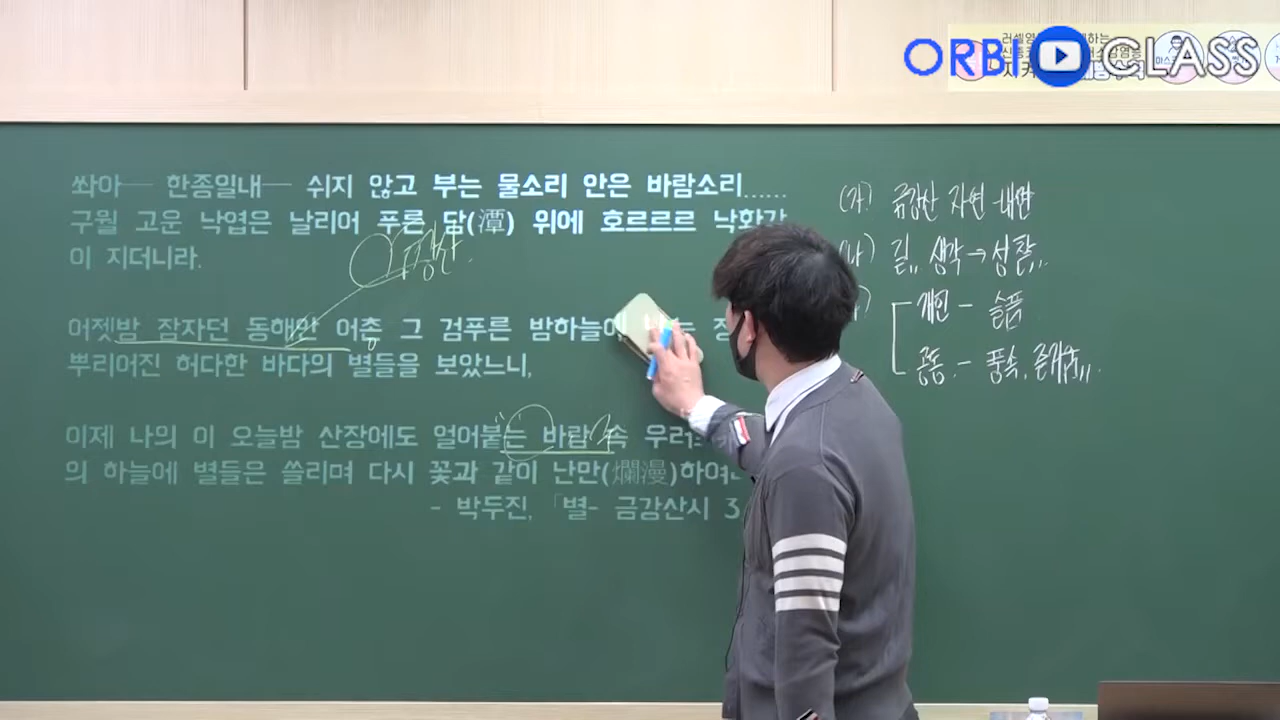 ORBI CLASS
쏴아— 한종일내— 쉬지 않고 부는 물소리 안은 바람소리......
구월 고운 낙엽은 날리어 푸른 담(潭) 위에 호르르르 낙화
이 지더니라.
어젯밤 잠자던 동해안 어촌 그 검푸른 밤하늘에
뿌리어진 허다한 바다의 별들을 보았느니,
이제 나의 이 오늘밤 산장에도 얼어붙는 바람 속 우러
의 하늘에 별들은 쓸리며 다시 꽃과 같이 난만(爛漫)하여
- 박두진, 「별- 금강산시 3
(가) 금강산 자연 - 내면
나) 길, 생각 → 성찰
개인 - 슬픔
공동 - 풍속, 즐거움